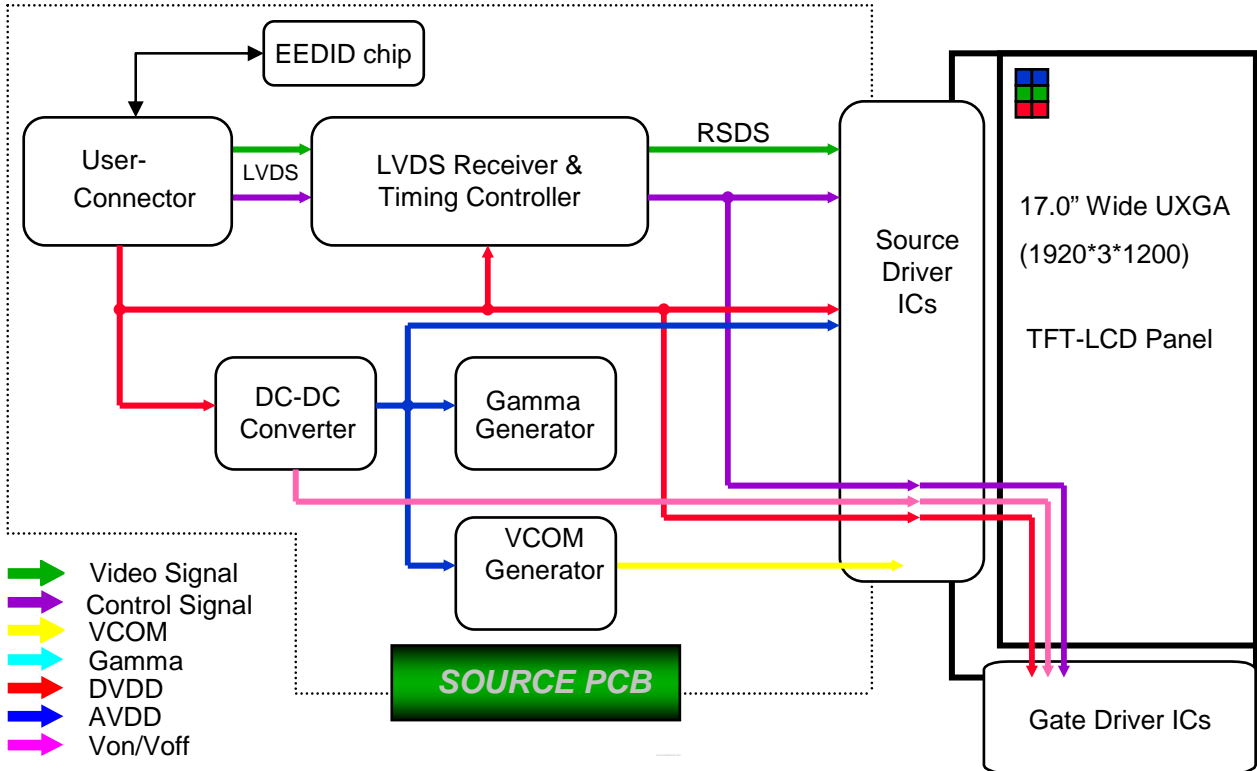 EEDID chip
User-
Connector
LVDS
LVDS Receiver &
Timing Controller
RSDS
Source
Driver
ICs
17.0” Wide UXGA
(1920*3*1200)
TFT-LCD Panel
DC-DC
Converter
Gamma
Generator
VCOM
Generator
Video Signal
Control Signal
VCOM
Gamma
DVDD
AVDD
Von/Voff
SOURCE PCB
Gate Driver ICs